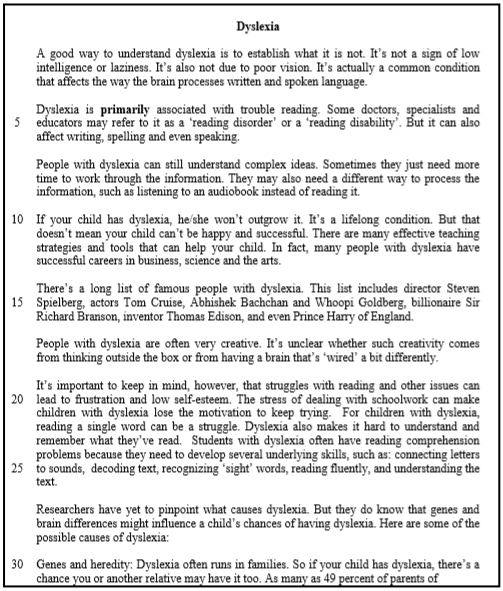 Dyslexia
A good way to understand dyslexia is to establish what it is not. It's not a sign of low
intelligence or laziness. It's also not due to poor vision. It's actually a common condition
that affects the way the brain processes written and spoken language.
Dyslexia is primarily associated with trouble reading. Some doctors, specialists and
5 educators may refer to it as a 'reading disorder' or a 'reading disability'. But it can also
affect writing, spelling and even speaking.
People with dyslexia can still understand complex ideas. Sometimes they just need more
time to work through the information. They may also need a different way to process the
information, such as listening to an audiobook instead of reading it.
10 If your child has dyslexia, he/she won't outgrow it. It's a lifelong condition. But that
doesn't mean your child can't be happy and successful. There are many effective teaching
strategies and tools that can help your child. In fact, many people with dyslexia have
successful careers in business, science and the arts.
There's a long list of famous people with dyslexia. This list includes director Steven
15 Spielberg, actors Tom Cruise, Abhishek Bachchan and Whoopi Goldberg, billionaire Sir
Richard Branson, inventor Thomas Edison, and even Prince Harry of England.
People with dyslexia are often very creative. It's unclear whether such creativity comes
from thinking outside the box or from having a brain that's 'wired' a bit differently.
It's important to keep in mind, however, that struggles with reading and other issues can
20 lead to frustration and low self-esteem. The stress of dealing with schoolwork can make
children with dyslexia lose the motivation to keep trying. For children with dyslexia,
reading a single word can be a struggle. Dyslexia also makes it hard to understand and
remember what they've read. Students with dyslexia often have reading comprehension
problems because they need to develop several underlying skills, such as: connecting letters
25 to sounds, decoding text, recognizing 'sight' words, reading fluently, and understanding the
text.
Researchers have yet to pinpoint what causes dyslexia. But they do know that genes and
brain differences might influence a child's chances of having dyslexia. Here are some of the
possible causes of dyslexia:
30 Genes and heredity: Dyslexia often runs in families. So if your child has dyslexia, there's a
chance you or another relative may have it too. As many as 49 percent of parents of